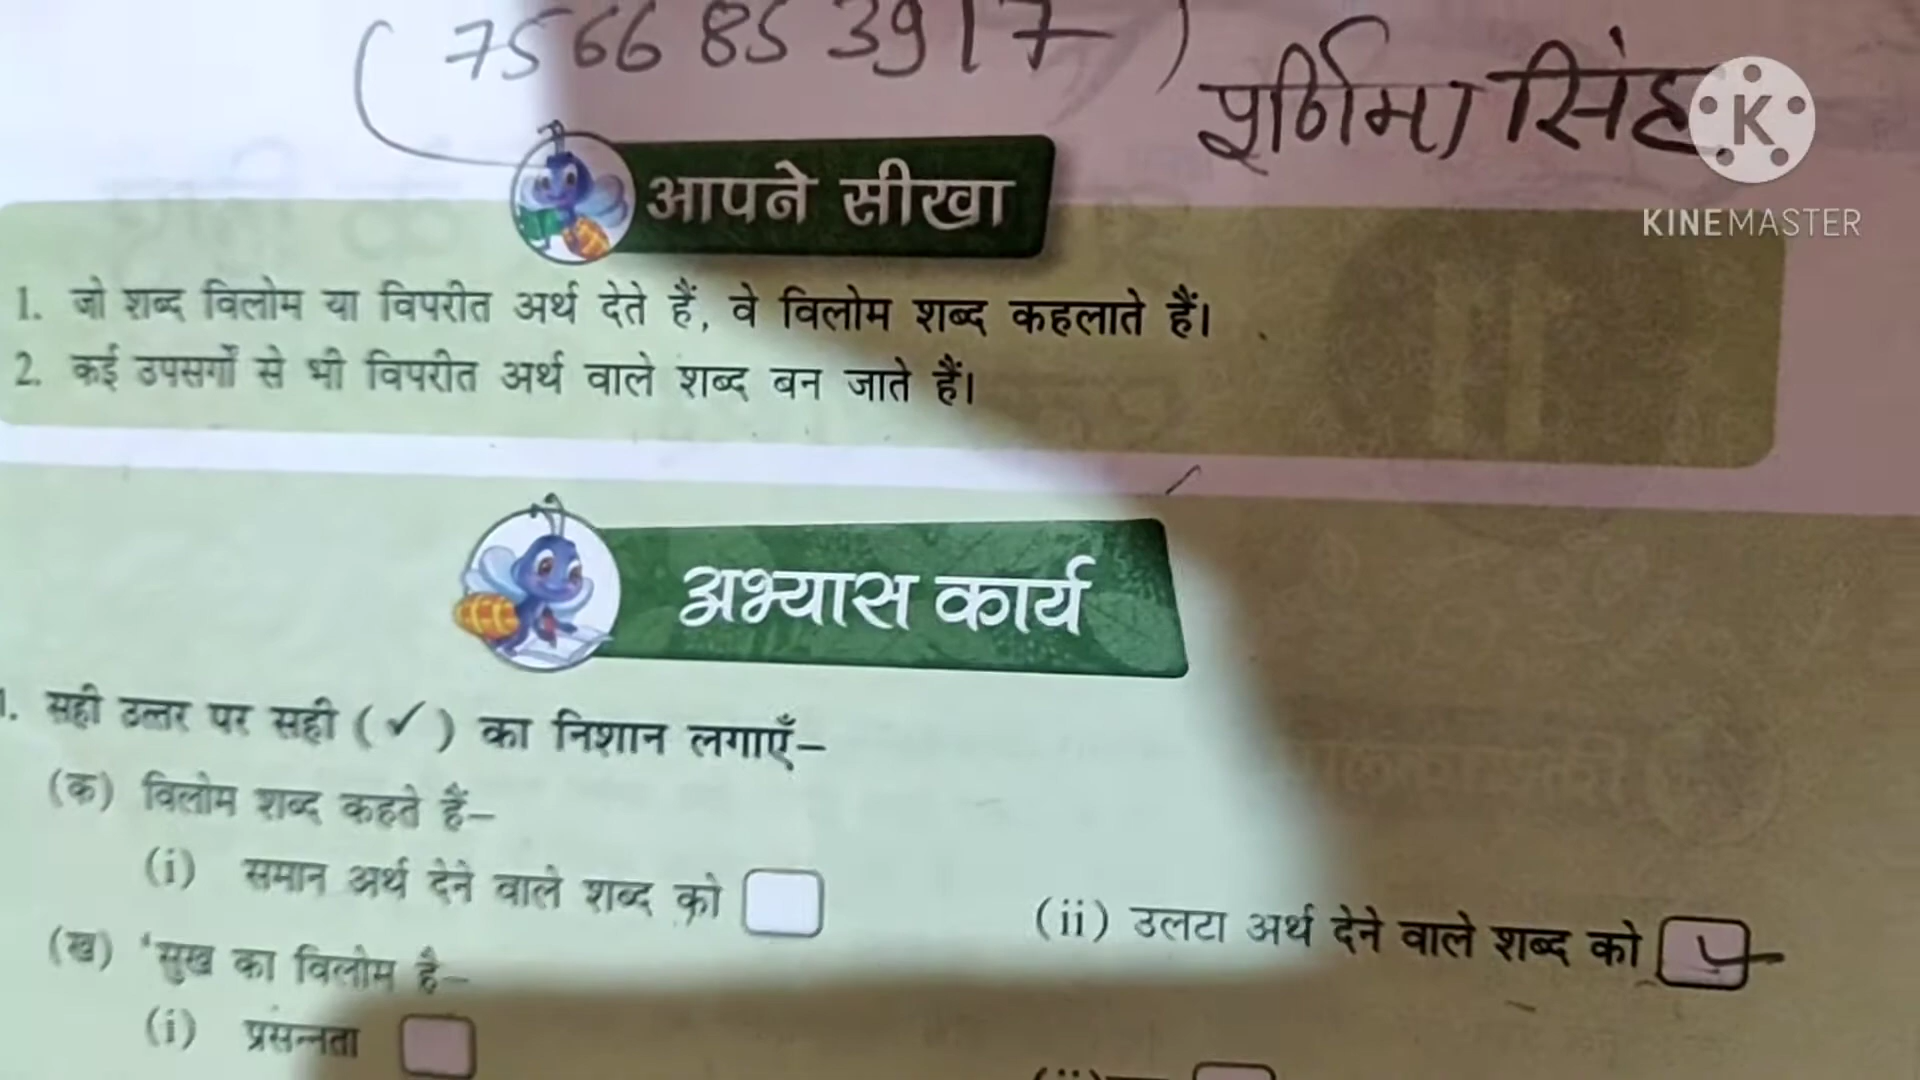 ( 7566853917 )
पूर्णिमा सिंह
K
KINEMASTER
आपने सीखा
1. जो शब्द विलोम या विपरीत अर्थ देते हैं, वे विलोम शब्द कहलाते हैं।
2. कई उपसर्गों से भी विपरीत अर्थ वाले शब्द बन जाते हैं।
अभ्यास कार्य
1. सही उत्तर पर सही (✓) का निशान लगाएँ–
(क) विलोम शब्द कहते हैं–
(i) समान अर्थ देने वाले शब्द को
(ii) उलटा अर्थ देने वाले शब्द को
(ख) 'सुख का विलोम है–
(i) प्रसन्नता